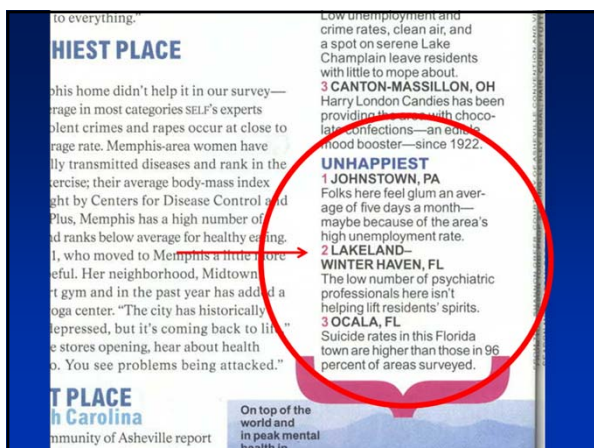 to everything."
HIEST PLACE
phis home didn't help it in our survey—
erage in most categories SELF's experts
olent crimes and rapes occur at close to
rage rate. Memphis-area women have
lly transmitted diseases and rank in the
xercise; their average body-mass index
ght by Centers for Disease Control and
Plus, Memphis has a high number of
nd ranks below average for healthy eating.
1, who moved to Memphis a little more
eful. Her neighborhood, Midtown
rt gym and in the past year has added a
oga center. "The city has historically
depressed, but it's coming back to life."
e stores opening, hear about health
o. You see problems being attacked."
T PLACE
h Carolina
mmunity of Asheville report
Low unemployment and
crime rates, clean air, and
a spot on serene Lake
Champlain leave residents
with little to mope about.
3 CANTON-MASSILLON, OH
Harry London Candies has been
providing the area with choco-
late confections—an edible
mood booster—since 1922.
UNHAPPIEST
1 JOHNSTOWN, PA
Folks here feel glum an aver-
age of five days a month—
maybe because of the area's
high unemployment rate.
2 LAKELAND–
WINTER HAVEN, FL
The low number of psychiatric
professionals here isn't
helping lift residents' spirits.
3 OCALA, FL
Suicide rates in this Florida
town are higher than those in 96
percent of areas surveyed.
On top of the
world and
in peak mental
health in